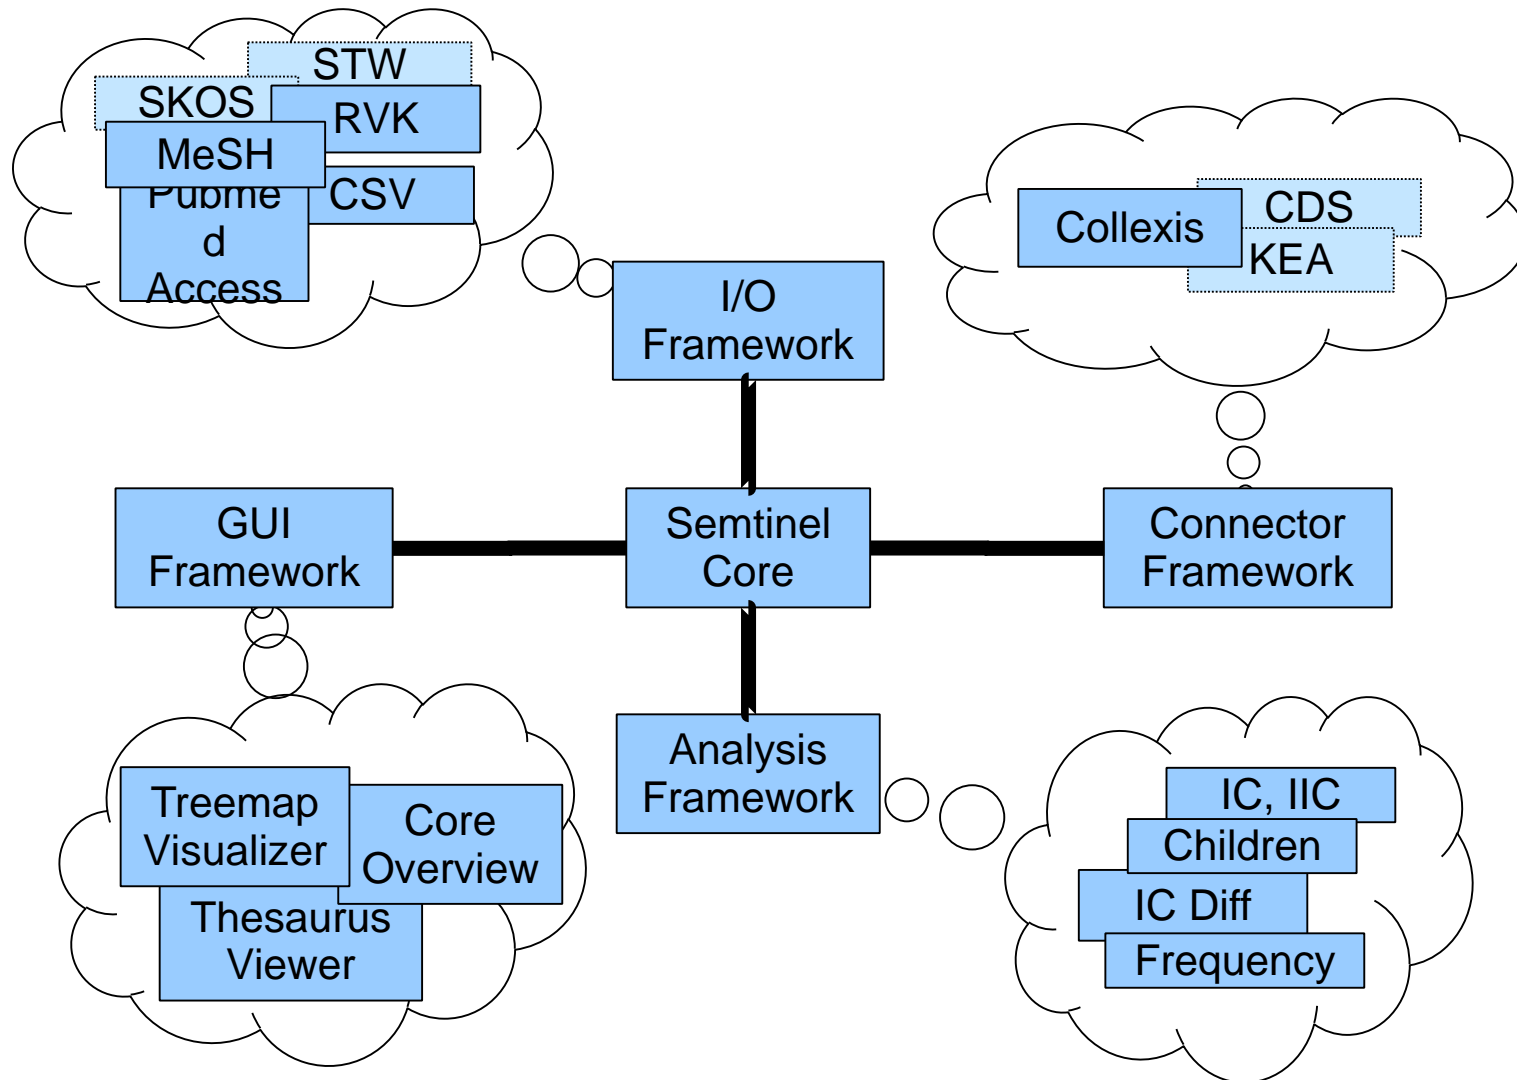 STW
SKOS
RVK
MeSH
CSV
Pubme
d
Access
Collexis
CDS
KEA
I/O
Framework
GUI
Framework
Semtinel
Core
Connector
Framework
Analysis
Framework
Treemap
Visualizer
Core
Overview
Thesaurus
Viewer
IC, IIC
Children
IC Diff
Frequency